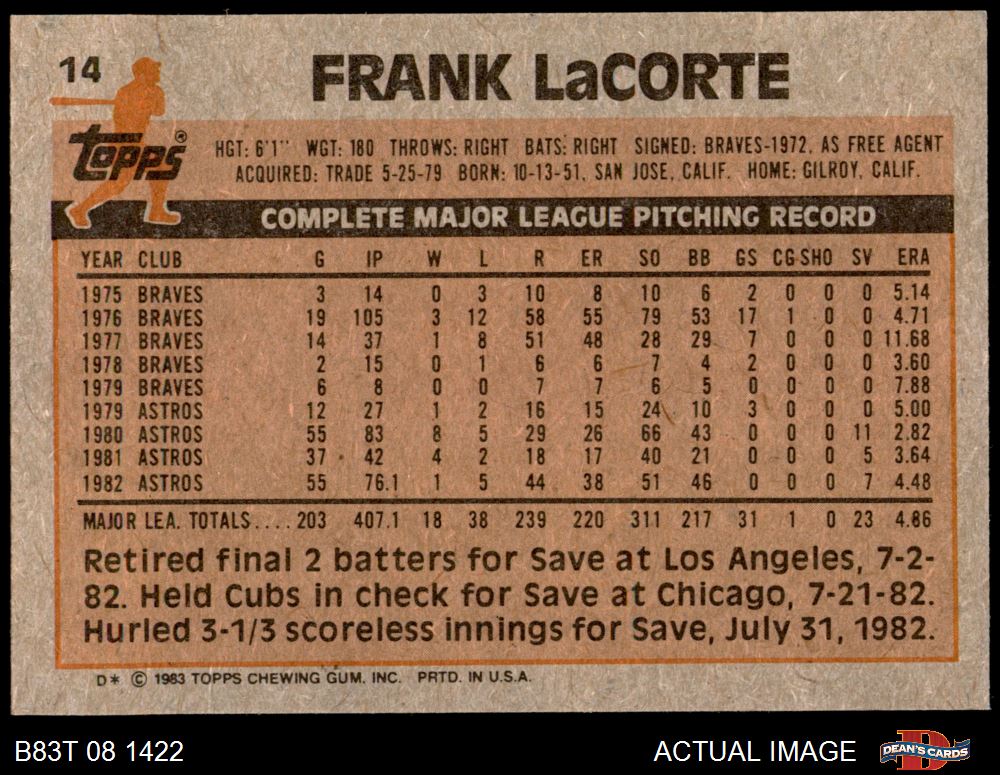 14
FRANK LaCORTE
topps®
HGT: 6'1" WGT: 180 THROWS: RIGHT BATS: RIGHT SIGNED: BRAVES-1972, AS FREE AGENT
ACQUIRED: TRADE 5-25-79 BORN: 10-13-51, SAN JOSE, CALIF. HOME: GILROY, CALIF.
COMPLETE MAJOR LEAGUE PITCHING RECORD
YEAR CLUB G IP W L R ER SO BB GS CG SHO SV ERA
1975 BRAVES 3 14 0 3 10 8 10 6 2 0 0 0 5.14
1976 BRAVES 19 105 3 12 58 55 79 53 17 1 0 0 4.71
1977 BRAVES 14 37 1 8 51 48 28 29 7 0 0 0 11.68
1978 BRAVES 2 15 0 1 6 6 7 4 2 0 0 0 3.60
1979 BRAVES 6 8 0 0 7 7 6 5 0 0 0 0 7.88
1979 ASTROS 12 27 1 2 16 15 24 10 3 0 0 0 5.00
1980 ASTROS 55 83 8 5 29 26 66 43 0 0 0 11 2.82
1981 ASTROS 37 42 4 2 18 17 40 21 0 0 0 5 3.64
1982 ASTROS 55 76.1 1 5 44 38 51 46 0 0 0 7 4.48
MAJOR LEA. TOTALS.... 203 407.1 18 38 239 220 311 217 31 1 0 23 4.86
Retired final 2 batters for Save at Los Angeles, 7-2-
82. Held Cubs in check for Save at Chicago, 7-21-82.
Hurled 3-1/3 scoreless innings for Save, July 31, 1982.
D* © 1983 TOPPS CHEWING GUM, INC. PRTD. IN U.S.A.
B83T 08 1422 ACTUAL IMAGE DEAN'S CARDS